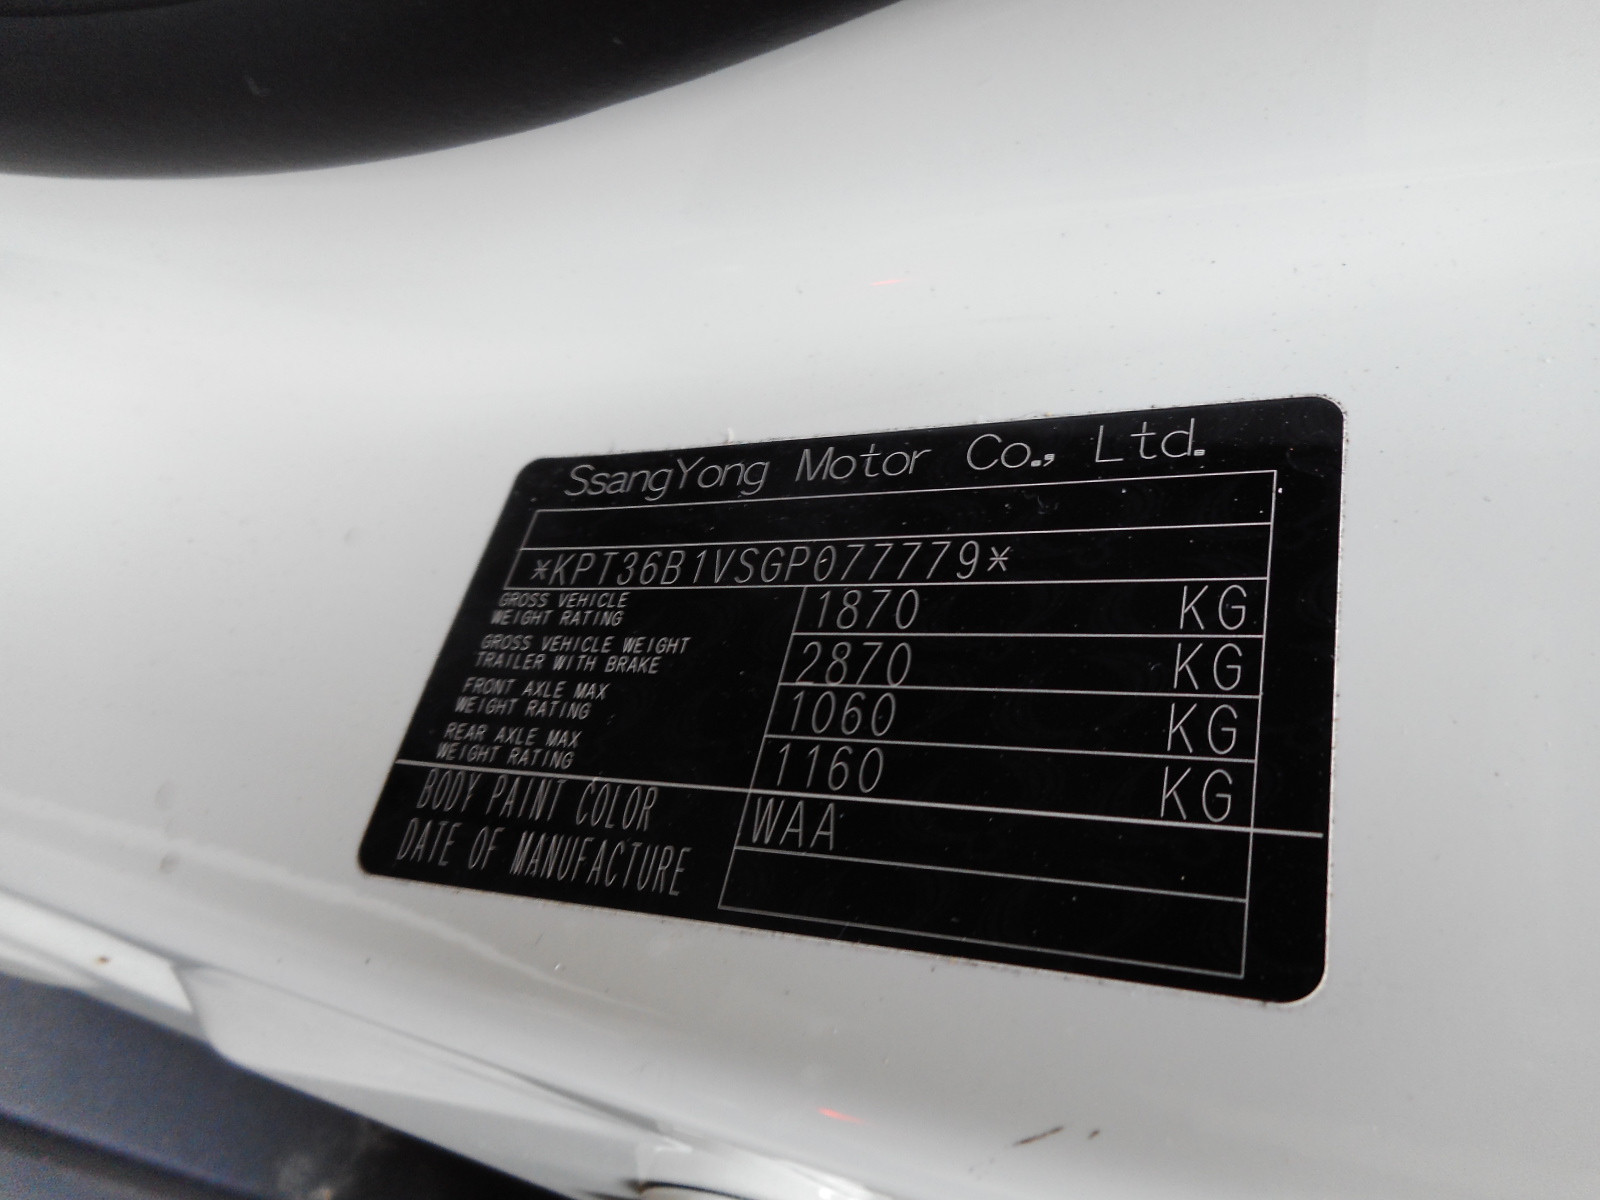 SsangYong Motor Co., Ltd.
*KPT36B1VSGP077779*
GROSS VEHICLE
WEIGHT RATING
1870 KG
GROSS VEHICLE WEIGHT
TRAILER WITH BRAKE
2870 KG
FRONT AXLE MAX
WEIGHT RATING
1060 KG
REAR AXLE MAX
WEIGHT RATING
1160 KG
BODY PAINT COLOR WAA
DATE OF MANUFACTURE